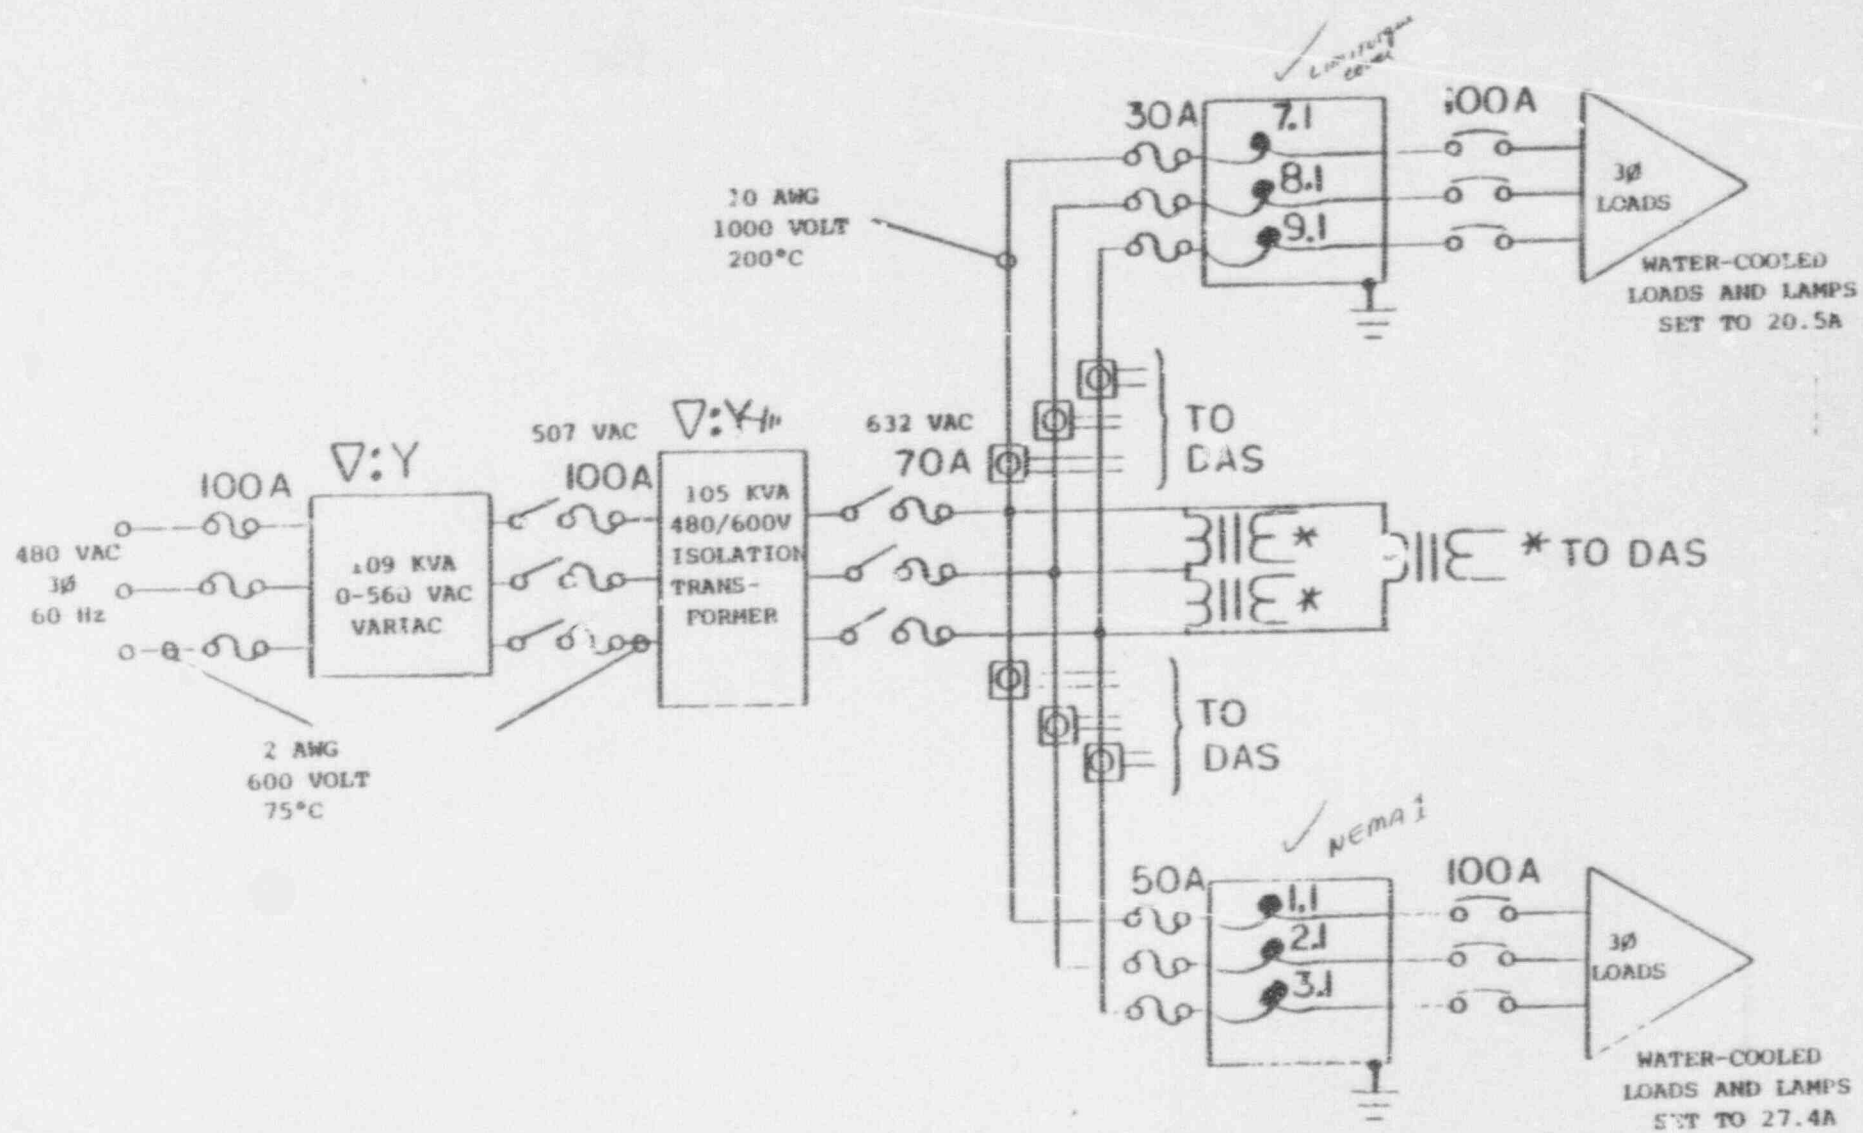 ✓ Limitorque
cover
30A
7.1
100A
8.1
9.1
3Ø
LOADS
WATER-COOLED
LOADS AND LAMPS
SET TO 20.5A
10 AWG
1000 VOLT
200°C
TO
DAS
480 VAC
3Ø
60 Hz
100A
∇:Y
109 KVA
0-560 VAC
VARIAC
507 VAC
100A
∇:Y
105 KVA
480/600V
ISOLATION
TRANS-
FORMER
632 VAC
70A
*
*
* TO DAS
2 AWG
600 VOLT
75°C
TO
DAS
✓ NEMA 1
50A
1.1
100A
2.1
3.1
3Ø
LOADS
WATER-COOLED
LOADS AND LAMPS
SET TO 27.4A